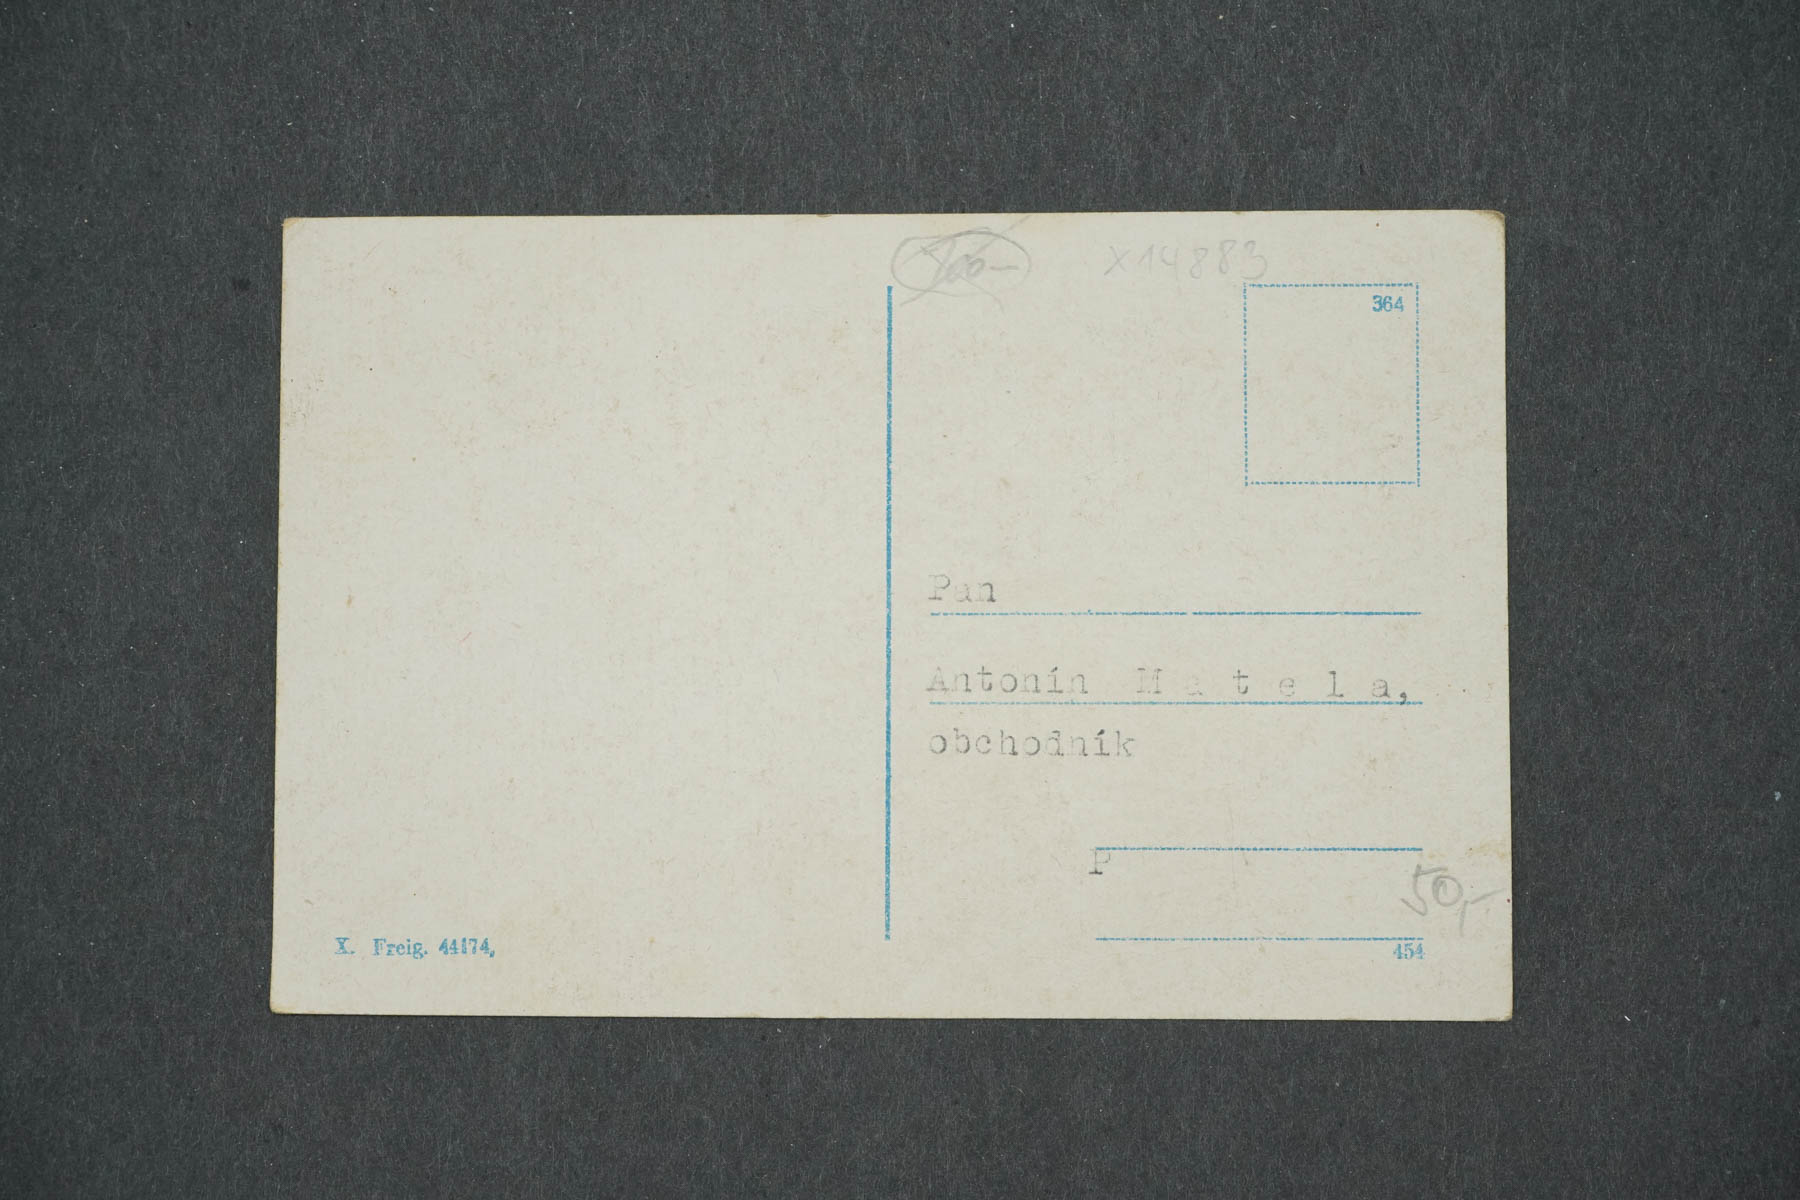 X14883
364
Pan
Antonín M a t e l a,
obchodník
P
50,-
X. Freig. 44174,
454